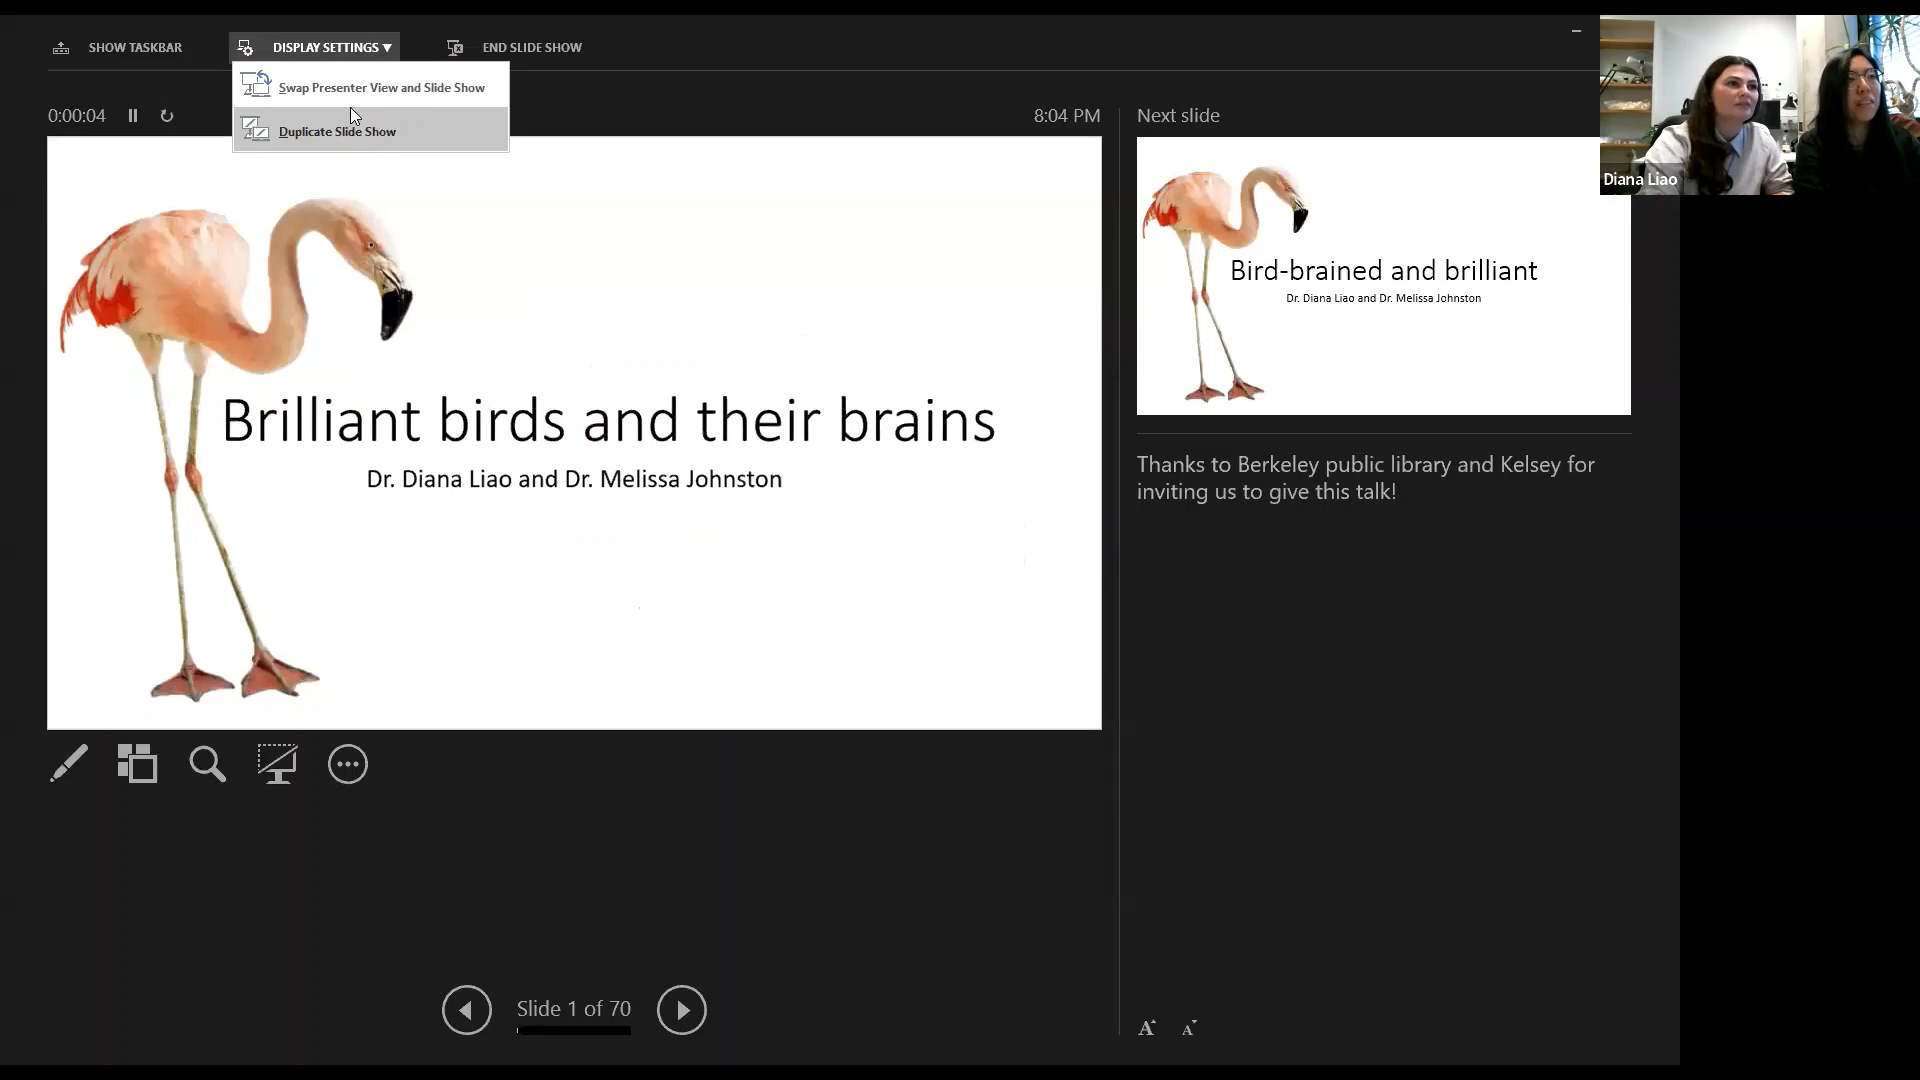 SHOW TASKBAR
DISPLAY SETTINGS ▼
END SLIDE SHOW
Swap Presenter View and Slide Show
Duplicate Slide Show
0:00:04
8:04 PM
Brilliant birds and their brains
Dr. Diana Liao and Dr. Melissa Johnston
Slide 1 of 70
Next slide
Bird-brained and brilliant
Dr. Diana Liao and Dr. Melissa Johnston
Thanks to Berkeley public library and Kelsey for
inviting us to give this talk!
A A
Diana Liao